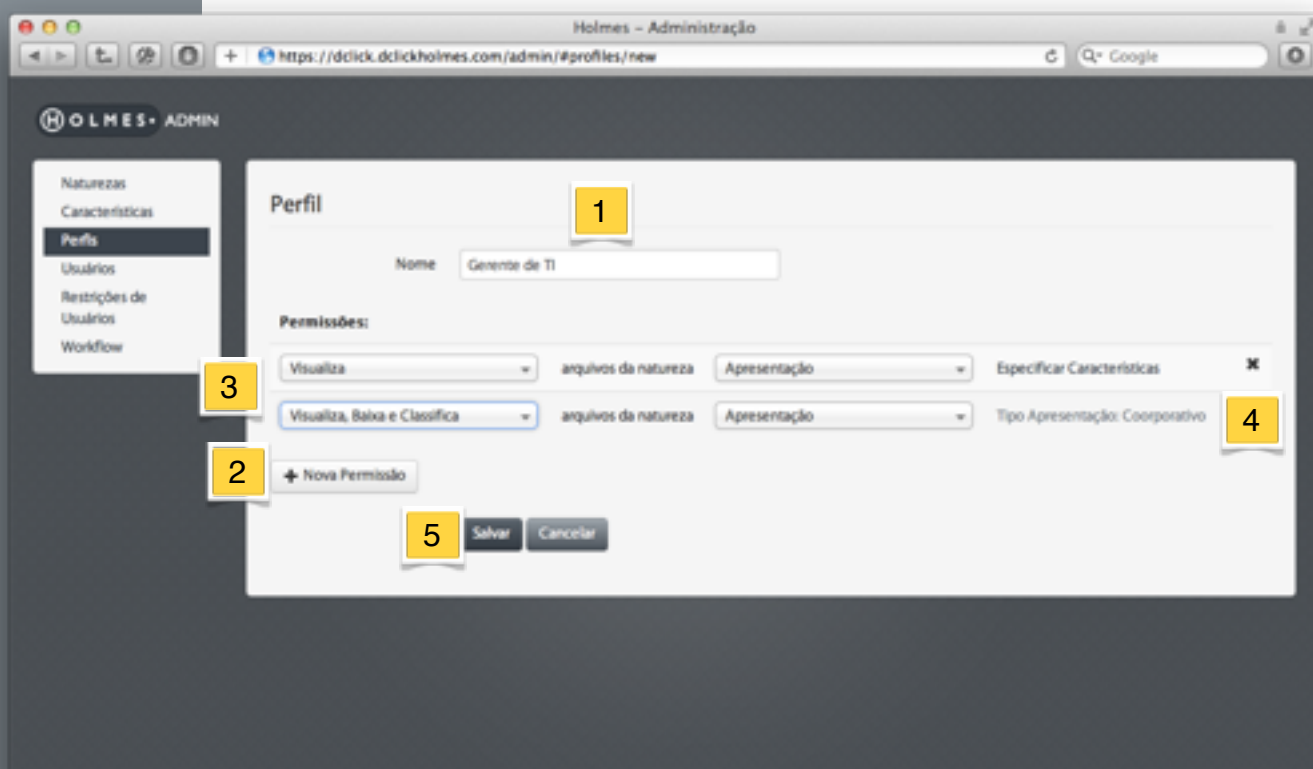 Holmes – Administração
+ https://dclick.dclickholmes.com/admin/#profiles/new Google
HOLMES• ADMIN
Naturezas
Características
Perfis
Usuários
Restrições de
Usuários
Workflow
Perfil
1
Nome Gerente de TI
Permissões:
Visualiza arquivos da natureza Apresentação Especificar Características
3
Visualiza, Baixa e Classifica arquivos da natureza Apresentação Tipo Apresentação: Coorporativo
4
2
+ Nova Permissão
5
Salvar Cancelar